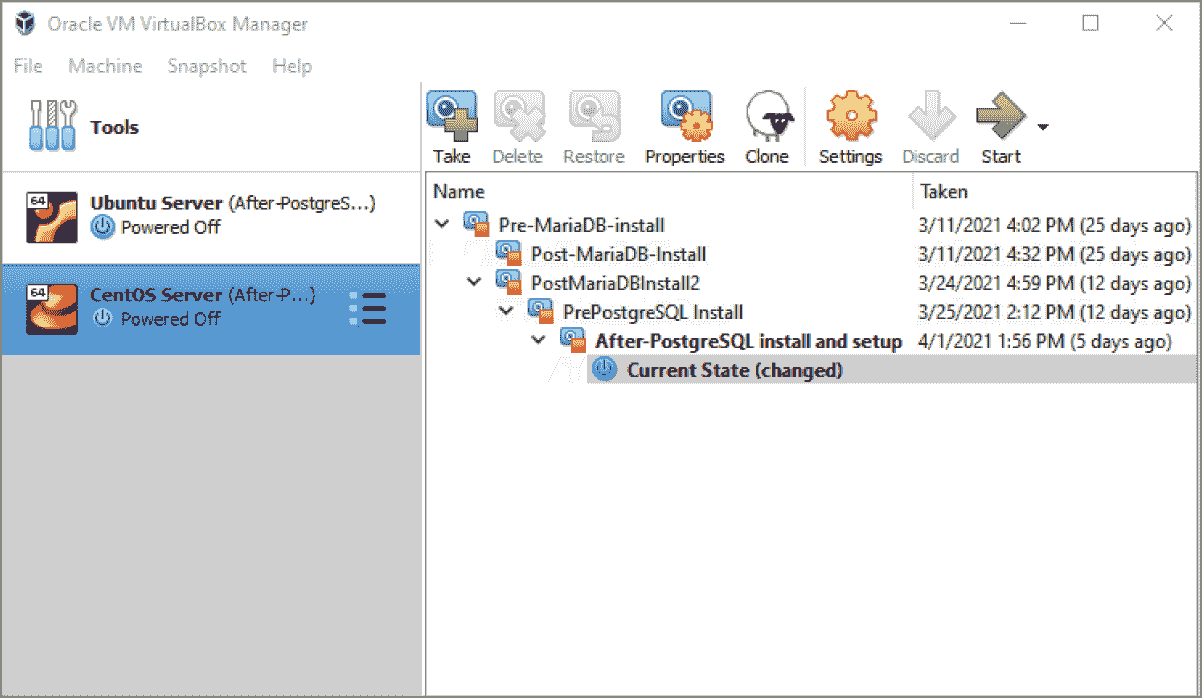 Oracle VM VirtualBox Manager
File Machine Snapshot Help
Tools
Take Delete Restore Properties Clone Settings Discard Start
64
Ubuntu Server (After-PostgreS...)
Powered Off
64
CentOS Server (After-P...)
Powered Off
Name Taken
Pre-MariaDB-install 3/11/2021 4:02 PM (25 days ago)
Post-MariaDB-Install 3/11/2021 4:32 PM (25 days ago)
PostMariaDBInstall2 3/24/2021 4:59 PM (12 days ago)
PrePostgreSQL Install 3/25/2021 2:12 PM (12 days ago)
After-PostgreSQL install and setup 4/1/2021 1:56 PM (5 days ago)
Current State (changed)